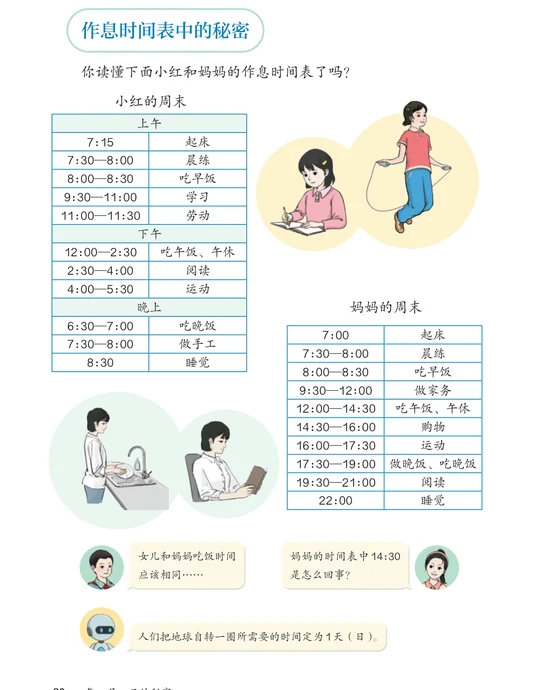 作息时间表中的秘密
你读懂下面小红和妈妈的作息时间表了吗？
小红的周末
上午
7:15 起床
7:30—8:00 晨练
8:00—8:30 吃早饭
9:30—11:00 学习
11:00—11:30 劳动
下午
12:00—2:30 吃午饭、午休
2:30—4:00 阅读
4:00—5:30 运动
晚上
6:30—7:00 吃晚饭
7:30—8:00 做手工
8:30 睡觉
妈妈的周末
7:00 起床
7:30—8:00 晨练
8:00—8:30 吃早饭
9:30—12:00 做家务
12:00—14:30 吃午饭、午休
14:30—16:00 购物
16:00—17:30 运动
17:30—19:00 做晚饭、吃晚饭
19:30—21:00 阅读
22:00 睡觉
女儿和妈妈吃饭时间
应该相同……
妈妈的时间表中14:30
是怎么回事？
人们把地球自转一圈所需要的时间定为1天（日）。